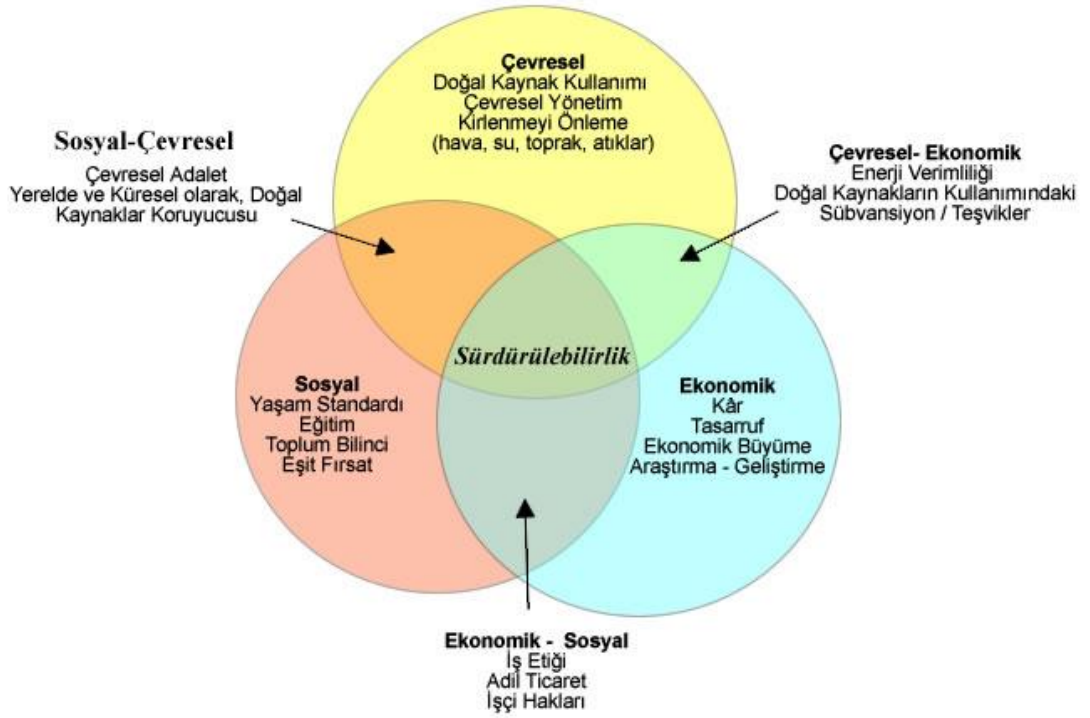 Çevresel
Doğal Kaynak Kullanımı
Çevresel Yönetim
Kirlenmeyi Önleme
(hava, su, toprak, atıklar)
Sosyal-Çevresel
Çevresel Adalet
Yerelde ve Küresel olarak, Doğal
Kaynaklar Koruyucusu
Çevresel- Ekonomik
Enerji Verimliliği
Doğal Kaynakların Kullanımındaki
Sübvansiyon / Teşvikler
Sürdürülebilirlik
Sosyal
Yaşam Standardı
Eğitim
Toplum Bilinci
Eşit Fırsat
Ekonomik
Kâr
Tasarruf
Ekonomik Büyüme
Araştırma - Geliştirme
Ekonomik - Sosyal
İş Etiği
Adil Ticaret
İşçi Hakları